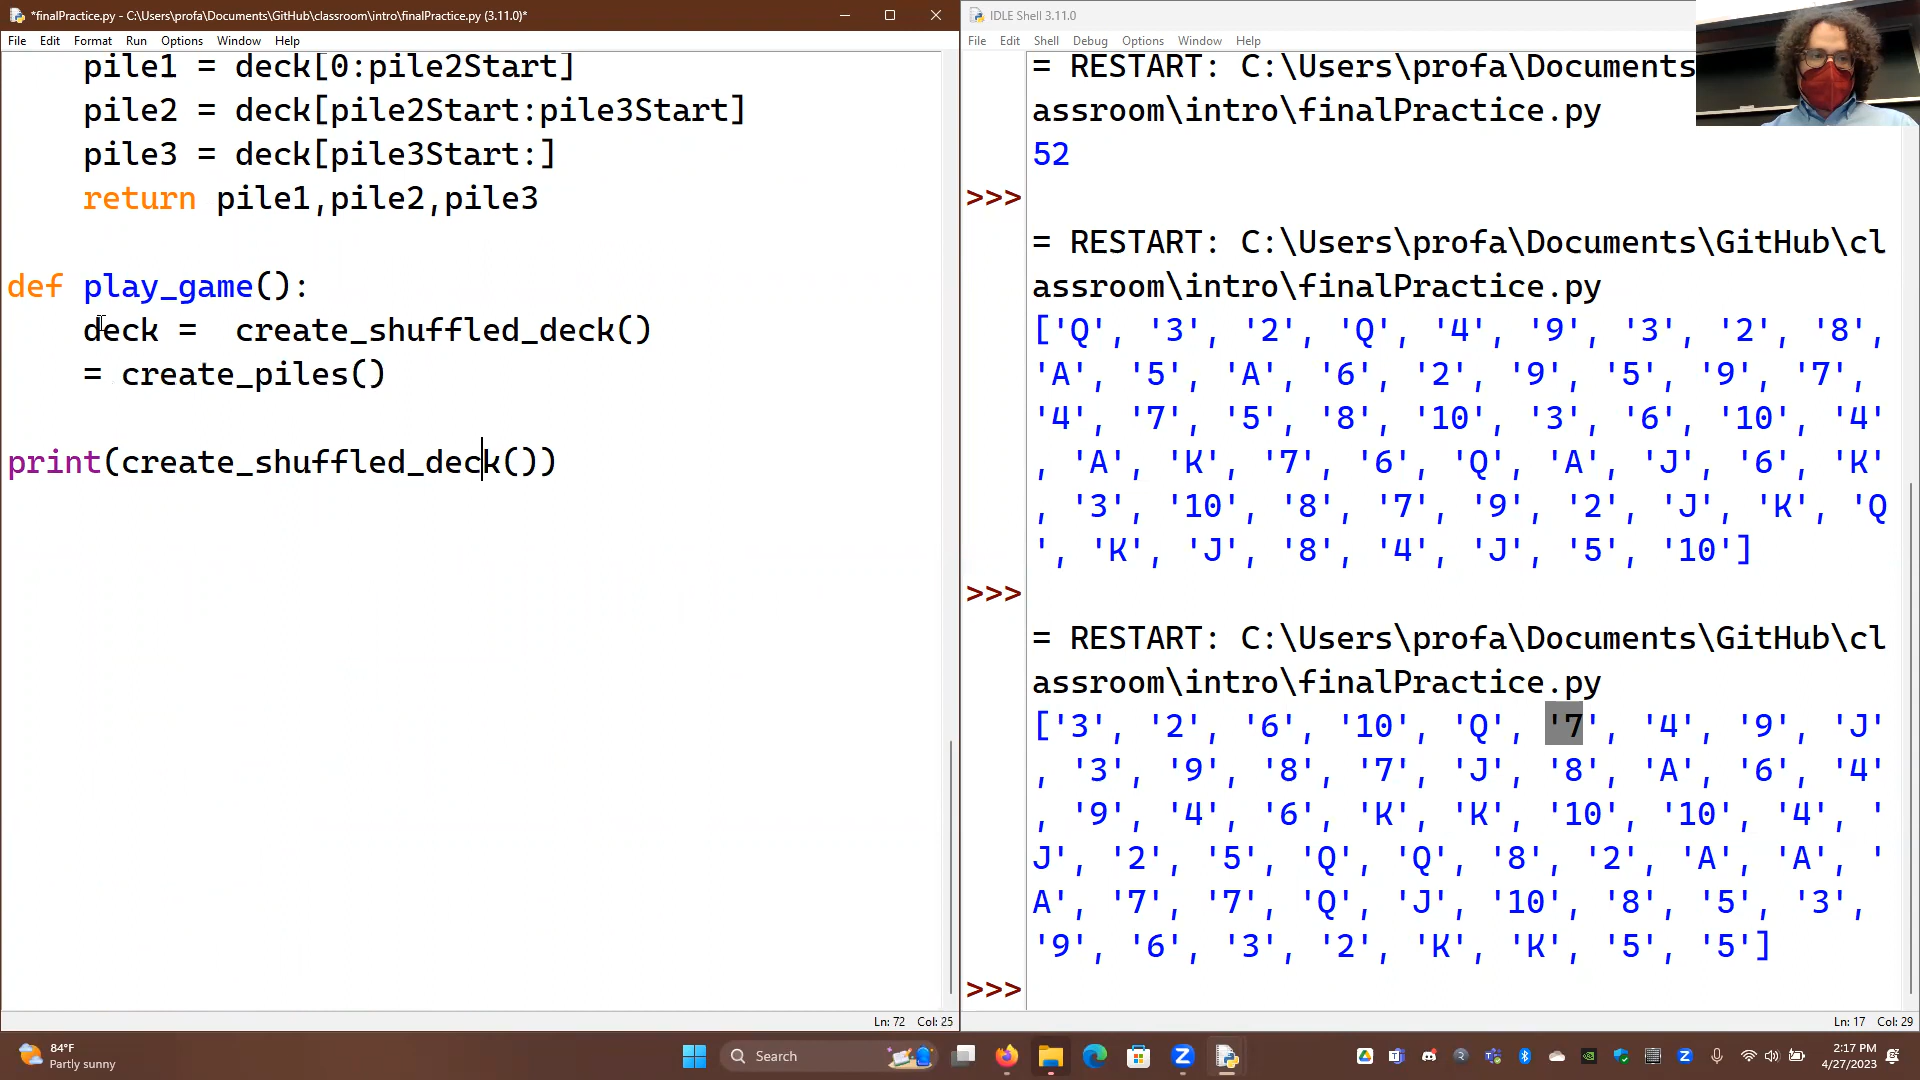 *finalPractice.py - C:\Users\profa\Documents\GitHub\classroom\intro\finalPractice.py (3.11.0)*
File Edit Format Run Options Window Help
    pile1 = deck[0:pile2Start]
    pile2 = deck[pile2Start:pile3Start]
    pile3 = deck[pile3Start:]
    return pile1,pile2,pile3
def play_game():
    deck =  create_shuffled_deck()
    = create_piles()
print(create_shuffled_deck())
Ln: 72 Col: 25
IDLE Shell 3.11.0
File Edit Shell Debug Options Window Help
= RESTART: C:\Users\profa\Documents
assroom\intro\finalPractice.py
52
>>>
= RESTART: C:\Users\profa\Documents\GitHub\cl
assroom\intro\finalPractice.py
['Q', '3', '2', 'Q', '4', '9', '3', '2', '8',
'A', '5', 'A', '6', '2', '9', '5', '9', '7',
'4', '7', '5', '8', '10', '3', '6', '10', '4'
, 'A', 'K', '7', '6', 'Q', 'A', 'J', '6', 'K'
, '3', '10', '8', '7', '9', '2', 'J', 'K', 'Q
', 'K', 'J', '8', '4', 'J', '5', '10']
>>>
= RESTART: C:\Users\profa\Documents\GitHub\cl
assroom\intro\finalPractice.py
['3', '2', '6', '10', 'Q', '7', '4', '9', 'J'
, '3', '9', '8', '7', 'J', '8', 'A', '6', '4'
, '9', '4', '6', 'K', 'K', '10', '10', '4', '
J', '2', '5', 'Q', 'Q', '8', '2', 'A', 'A', '
A', '7', '7', 'Q', 'J', '10', '8', '5', '3',
'9', '6', '3', '2', 'K', 'K', '5', '5']
>>>
Ln: 17 Col: 29
84°F
Partly sunny
Search
2:17 PM
4/27/2023